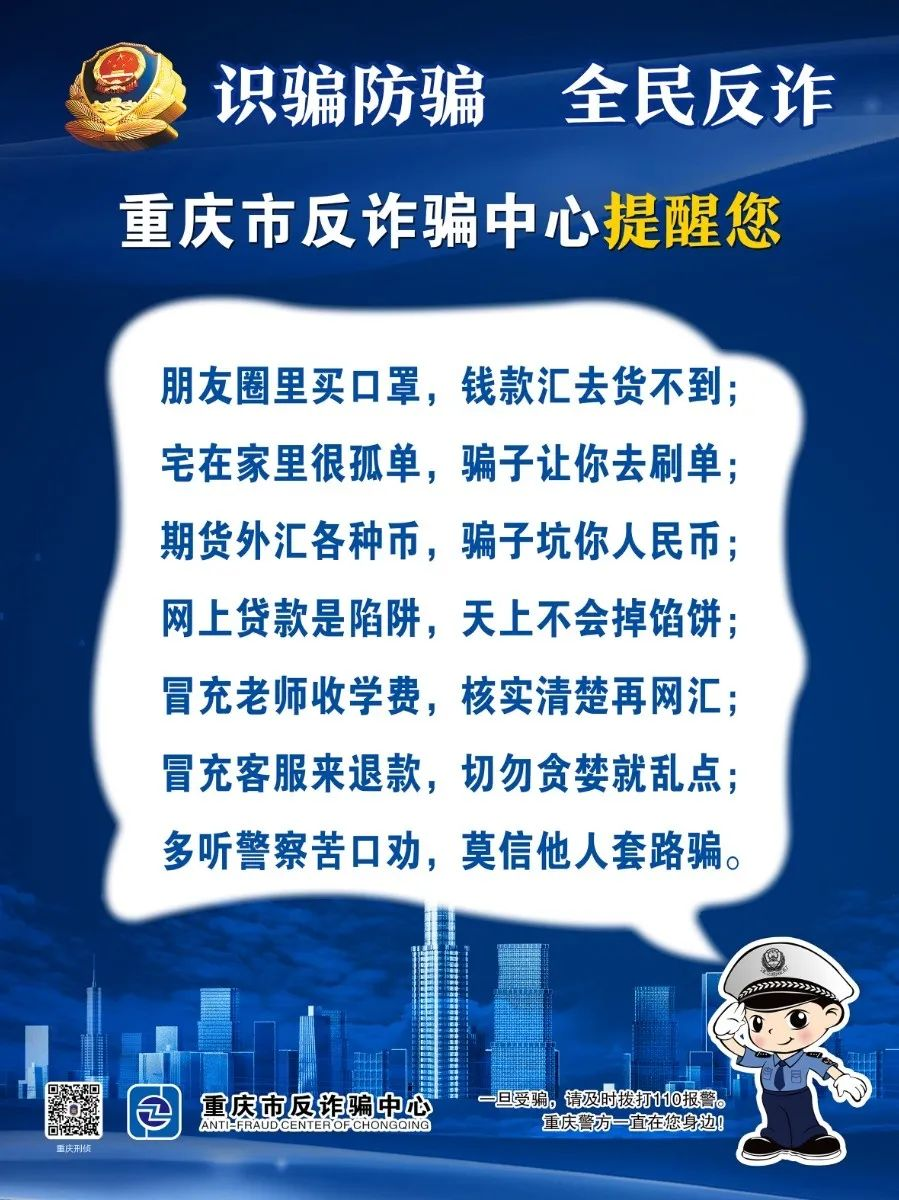 识骗防骗 全民反诈
重庆市反诈骗中心提醒您
朋友圈里买口罩，钱款汇去货不到；
宅在家里很孤单，骗子让你去刷单；
期货外汇各种币，骗子坑你人民币；
网上贷款是陷阱，天上不会掉馅饼；
冒充老师收学费，核实清楚再网汇；
冒充客服来退款，切勿贪婪就乱点；
多听警察苦口劝，莫信他人套路骗。
重庆刑侦
重庆市反诈骗中心
ANTI-FRAUD CENTER OF CHONGQING
一旦受骗，请及时拨打110报警。
重庆警方一直在您身边！